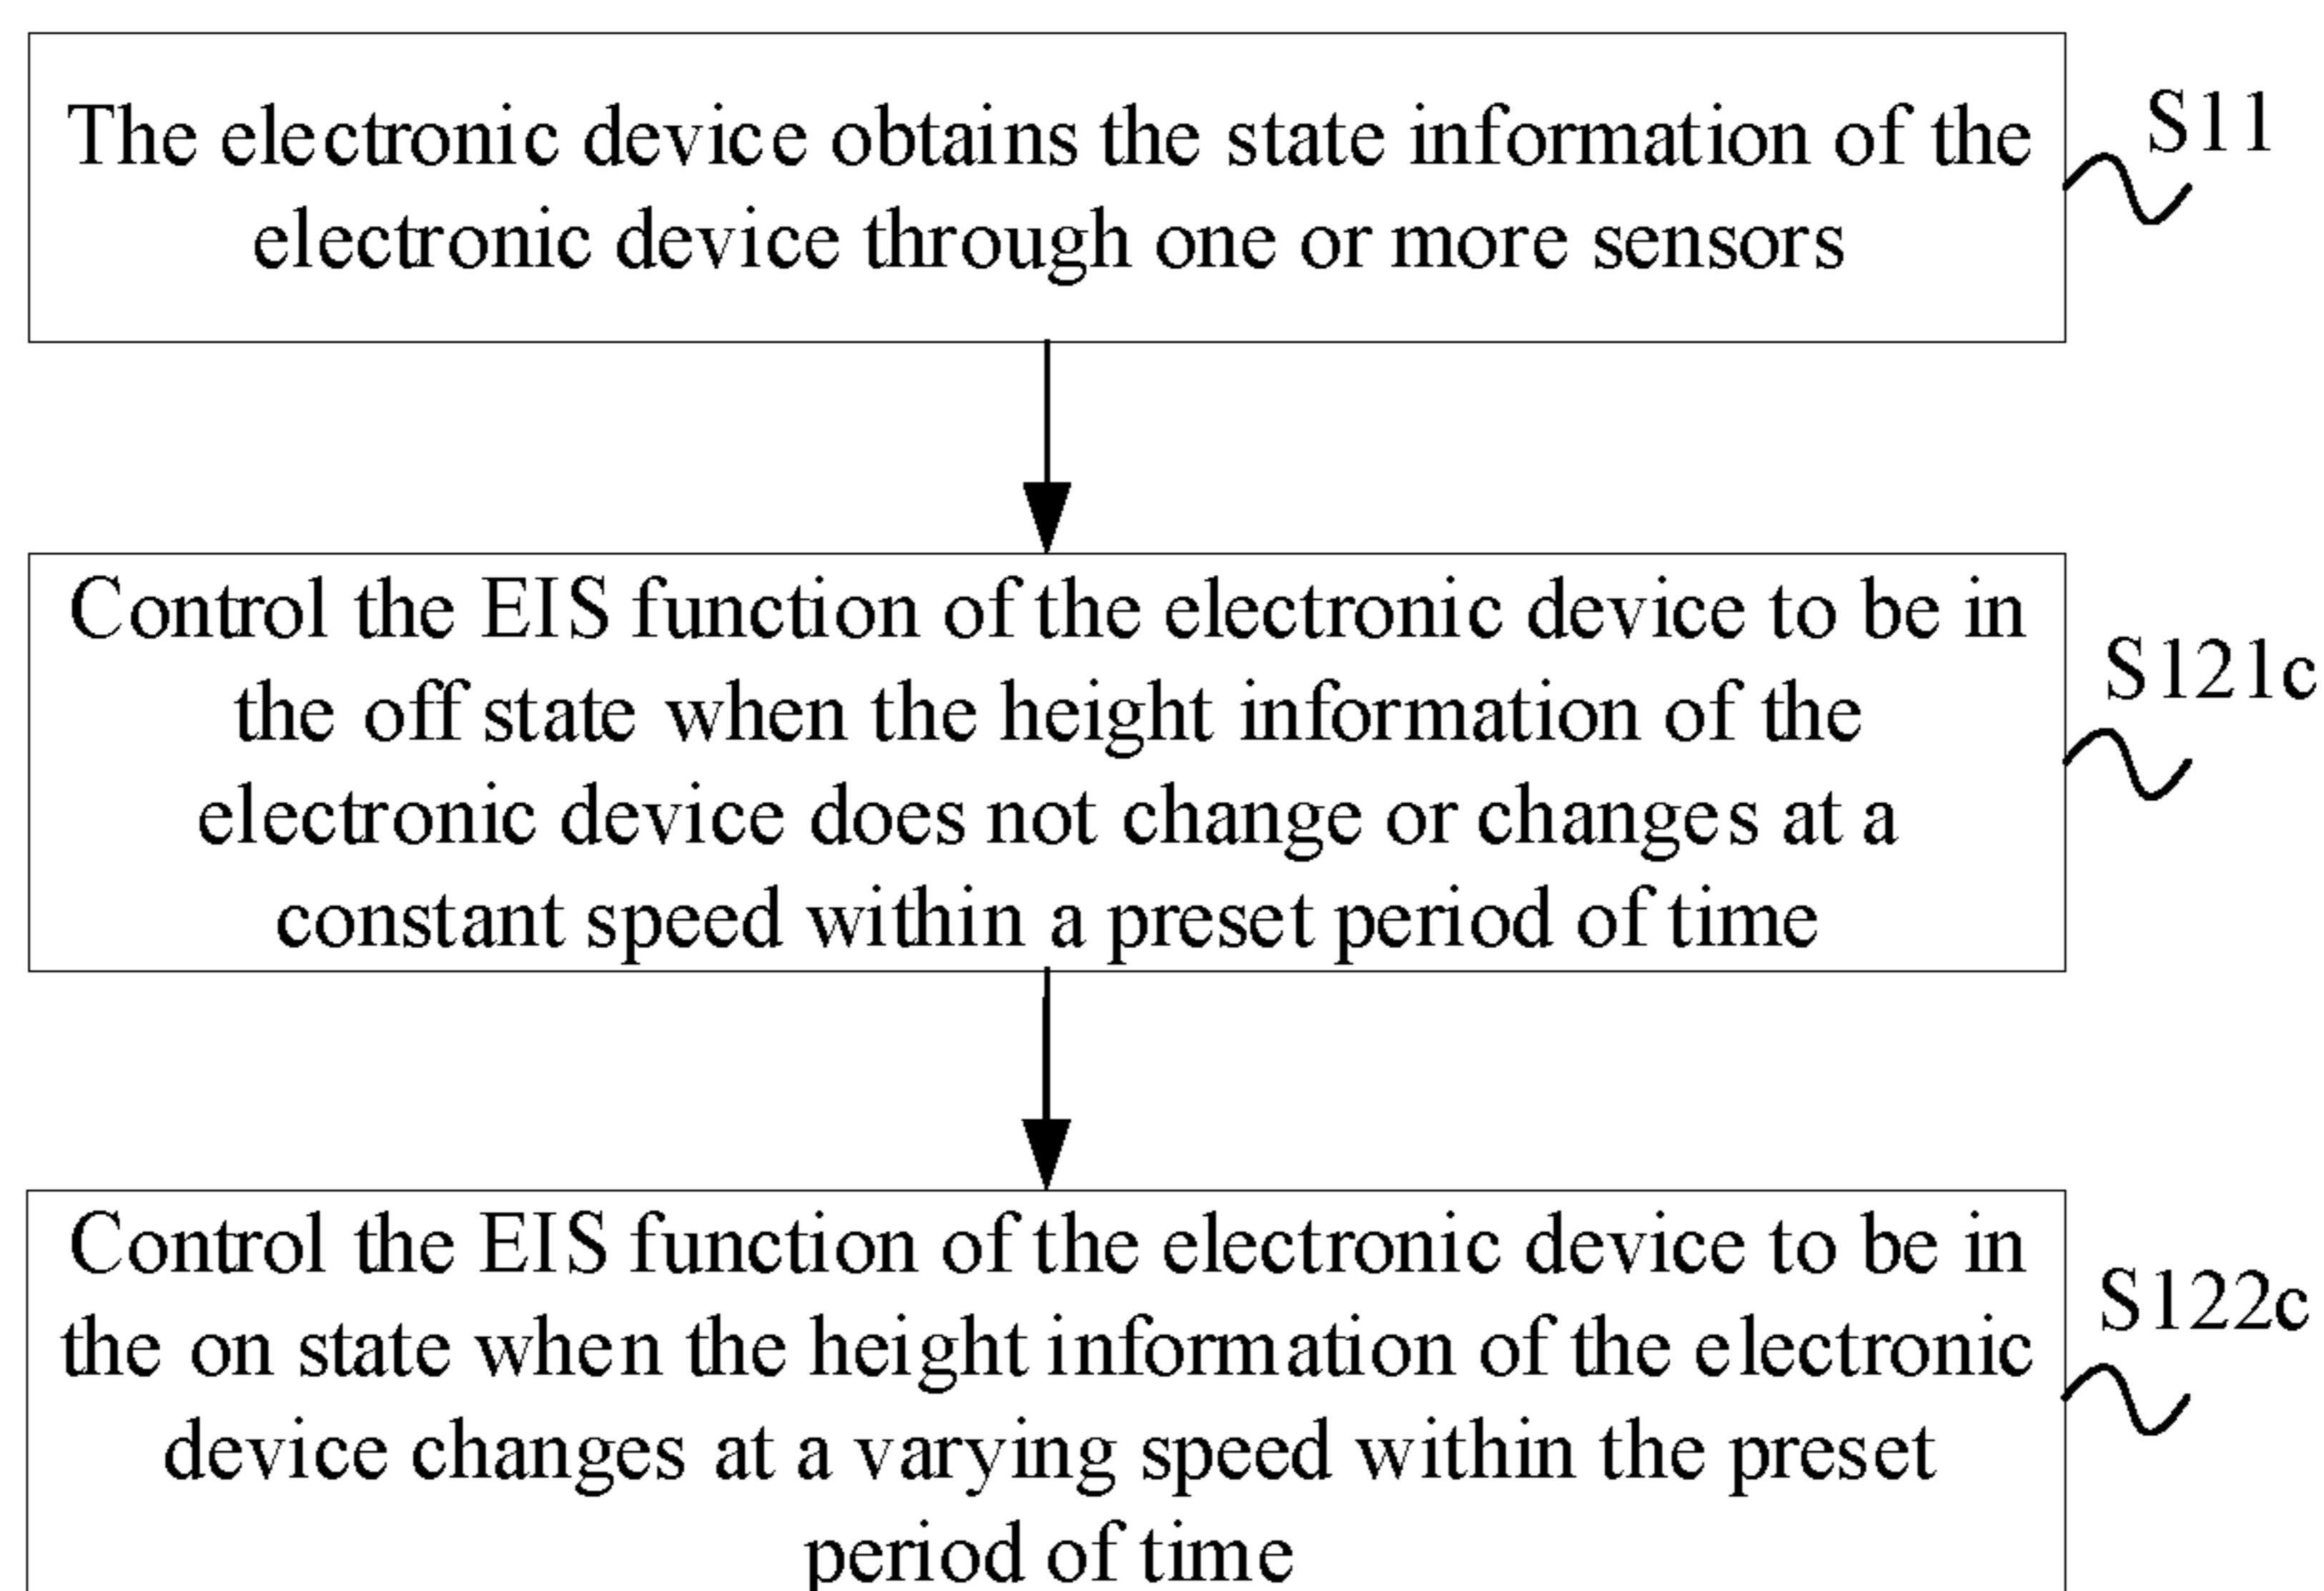 The electronic device obtains the state information of the
electronic device through one or more sensors
S11
Control the EIS function of the electronic device to be in
the off state when the height information of the
electronic device does not change or changes at a
constant speed within a preset period of time
S121c
Control the EIS function of the electronic device to be in
the on state when the height information of the electronic
device changes at a varying speed within the preset
period of time
S122c